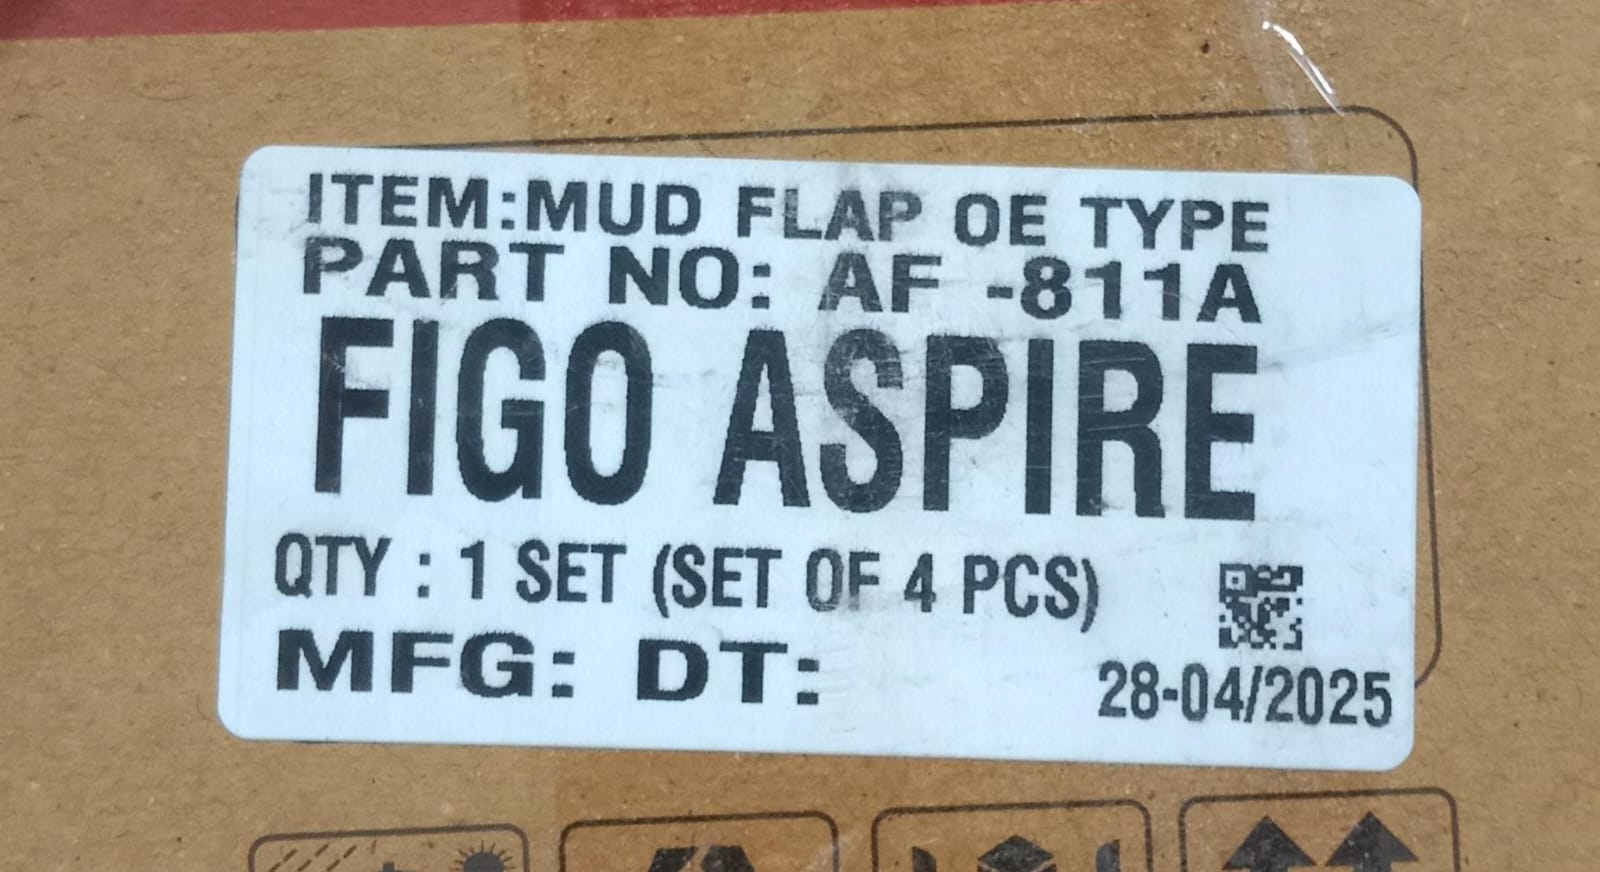 ITEM:MUD FLAP OE TYPE
PART NO: AF -811A
FIGO ASPIRE
QTY : 1 SET (SET OF 4 PCS)
MFG: DT:
28-04/2025